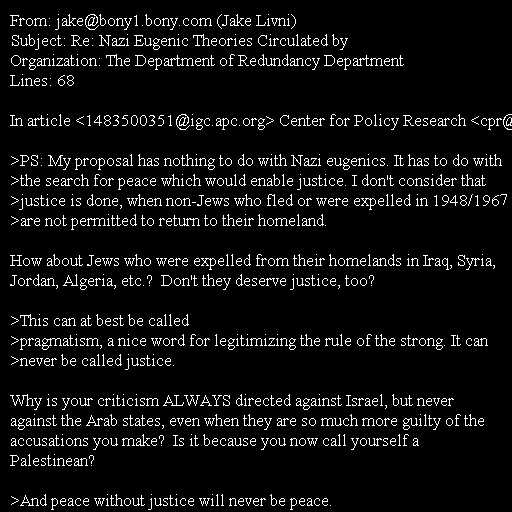 From: jake@bony1.bony.com (Jake Livni)
Subject: Re: Nazi Eugenic Theories Circulated by
Organization: The Department of Redundancy Department
Lines: 68

In article <1483500351@igc.apc.org> Center for Policy Research <cpr@

>PS: My proposal has nothing to do with Nazi eugenics. It has to do with
>the search for peace which would enable justice. I don't consider that
>justice is done, when non-Jews who fled or were expelled in 1948/1967
>are not permitted to return to their homeland.

How about Jews who were expelled from their homelands in Iraq, Syria,
Jordan, Algeria, etc.?  Don't they deserve justice, too?

>This can at best be called
>pragmatism, a nice word for legitimizing the rule of the strong. It can
>never be called justice.

Why is your criticism ALWAYS directed against Israel, but never
against the Arab states, even when they are so much more guilty of the
accusations you make?  Is it because you now call yourself a
Palestinean?

>And peace without justice will never be peace.